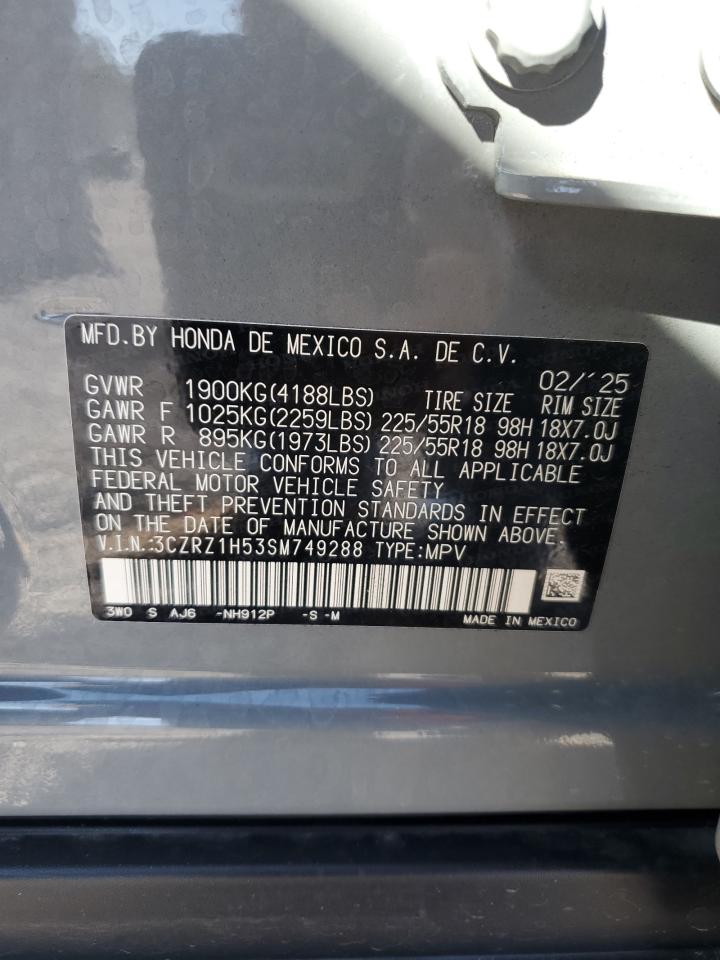 MFD.BY HONDA DE MEXICO S.A. DE C.V.
02/'25
GVWR 1900KG(4188LBS) TIRE SIZE RIM SIZE
GAWR F 1025KG(2259LBS) 225/55R18 98H 18X7.0J
GAWR R 895KG(1973LBS) 225/55R18 98H 18X7.0J
THIS VEHICLE CONFORMS TO ALL APPLICABLE
FEDERAL MOTOR VEHICLE SAFETY
AND THEFT PREVENTION STANDARDS IN EFFECT
ON THE DATE OF MANUFACTURE SHOWN ABOVE.
V.I.N.:3CZRZ1H53SM749288 TYPE:MPV
3W0 S AJ6 -NH912P -S -M MADE IN MEXICO